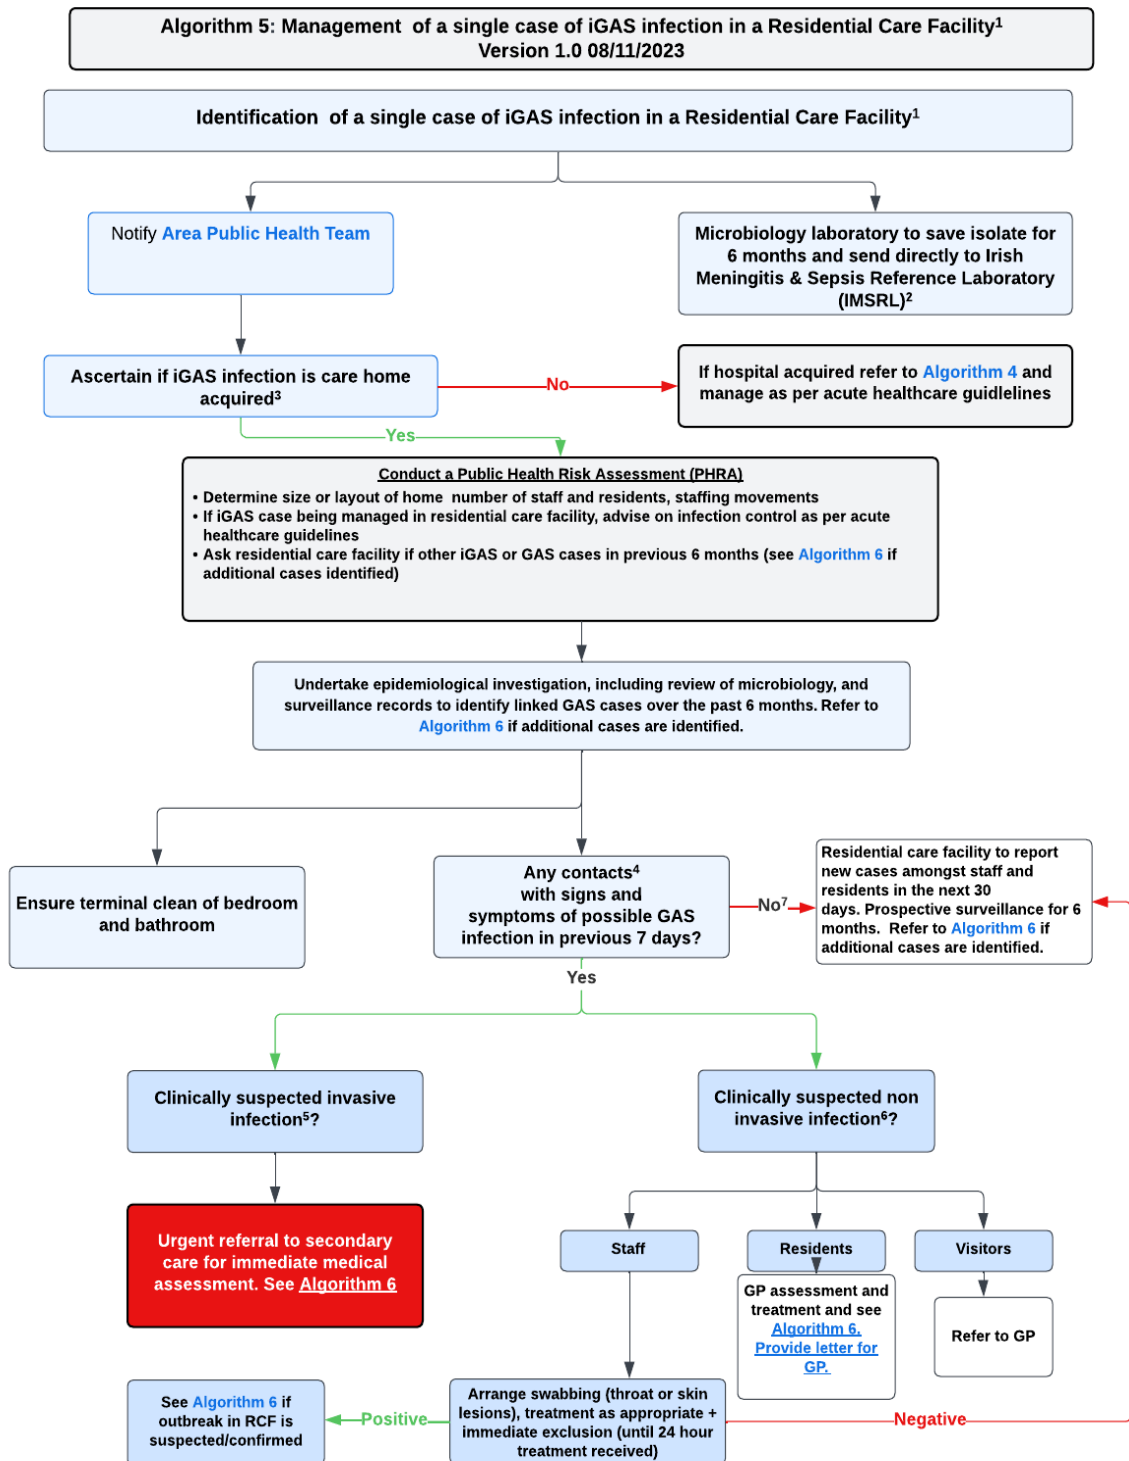 Algorithm 5: Management  of a single case of iGAS infection in a Residential Care Facility¹
Version 1.0 08/11/2023
Identification  of a single case of iGAS infection in a Residential Care Facility¹
Notify Area Public Health Team
Microbiology laboratory to save isolate for
6 months and send directly to Irish
Meningitis & Sepsis Reference Laboratory
(IMSRL)²
Ascertain if iGAS infection is care home
acquired³
No
If hospital acquired refer to Algorithm 4 and
manage as per acute healthcare guidlelines
Yes
Conduct a Public Health Risk Assessment (PHRA)
• Determine size or layout of home  number of staff and residents, staffing movements
• If iGAS case being managed in residential care facility, advise on infection control as per acute
healthcare guidelines
• Ask residential care facility if other iGAS or GAS cases in previous 6 months (see Algorithm 6 if
additional cases identified)
Undertake epidemiological investigation, including review of microbiology, and
surveillance records to identify linked GAS cases over the past 6 months. Refer to
Algorithm 6 if additional cases are identified.
Ensure terminal clean of bedroom
and bathroom
Any contacts⁴
with signs and
symptoms of possible GAS
infection in previous 7 days?
No⁷
Residential care facility to report
new cases amongst staff and
residents in the next 30
days. Prospective surveillance for 6
months.  Refer to Algorithm 6 if
additional cases are identified.
Yes
Clinically suspected invasive
infection⁵?
Clinically suspected non
invasive infection⁶?
Urgent referral to secondary
care for immediate medical
assessment. See Algorithm 6
Staff
Residents
Visitors
GP assessment and
treatment and see
Algorithm 6.
Provide letter for
GP.
Refer to GP
See Algorithm 6 if
outbreak in RCF is
suspected/confirmed
Positive
Arrange swabbing (throat or skin
lesions), treatment as appropriate +
immediate exclusion (until 24 hour
treatment received)
Negative